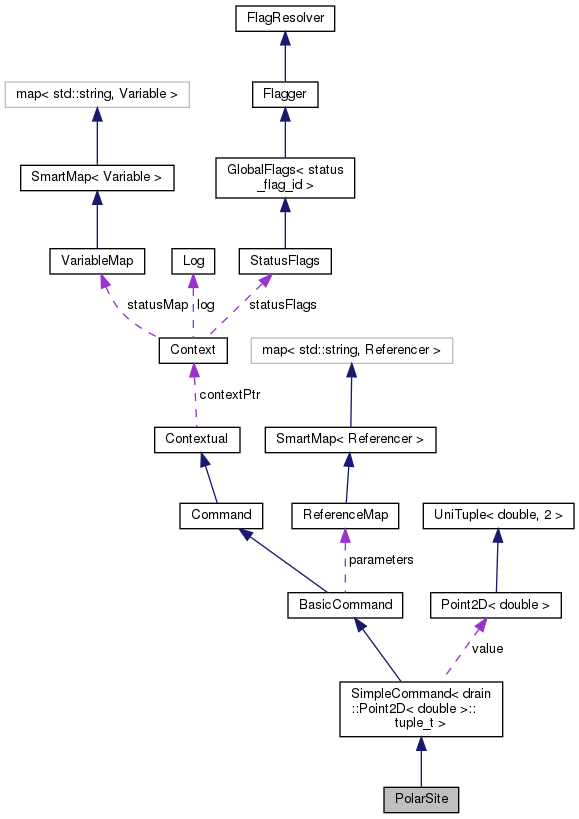 FlagResolver
map< std::string, Variable >
Flagger
SmartMap< Variable >
GlobalFlags< status
_flag_id >
VariableMap
Log
StatusFlags
statusMap
log
statusFlags
Context
map< std::string, Referencer >
contextPtr
Contextual
SmartMap< Referencer >
Command
ReferenceMap
UniTuple< double, 2 >
parameters
BasicCommand
Point2D< double >
value
SimpleCommand< drain
::Point2D< double >::
tuple_t >
PolarSite